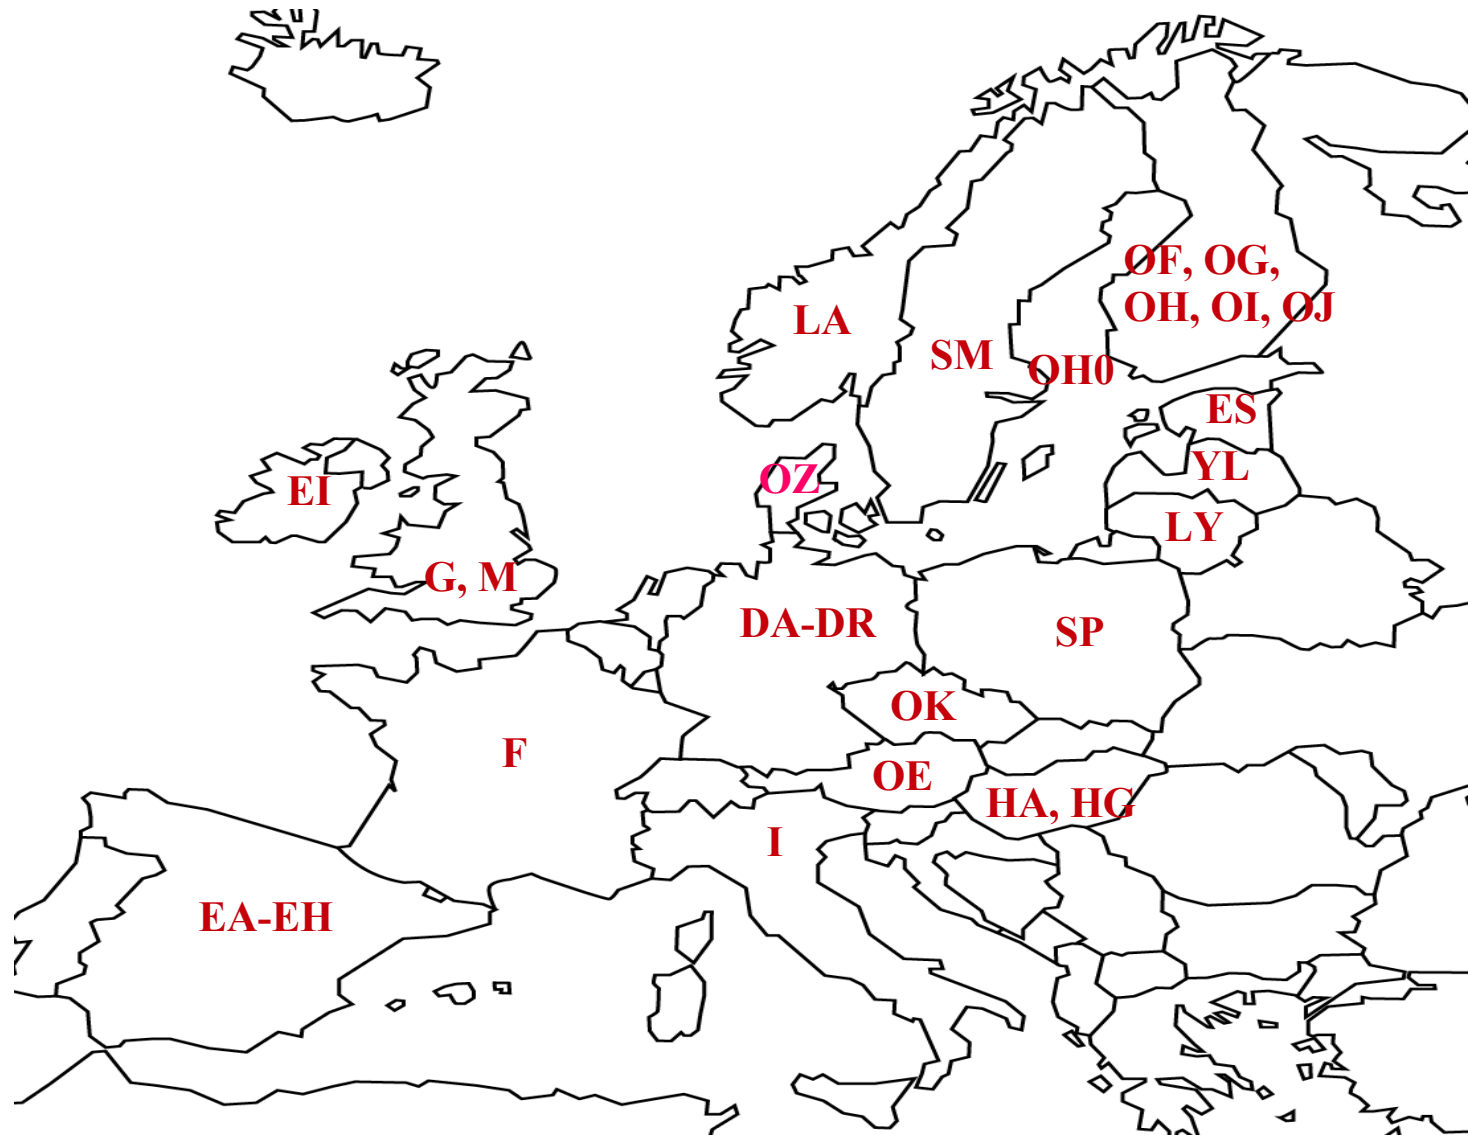 OF, OG,
OH, OI, OJ
LA
SM
OH0
ES
YL
OZ
EI
LY
G, M
DA-DR
SP
OK
F
OE
HA, HG
I
EA-EH